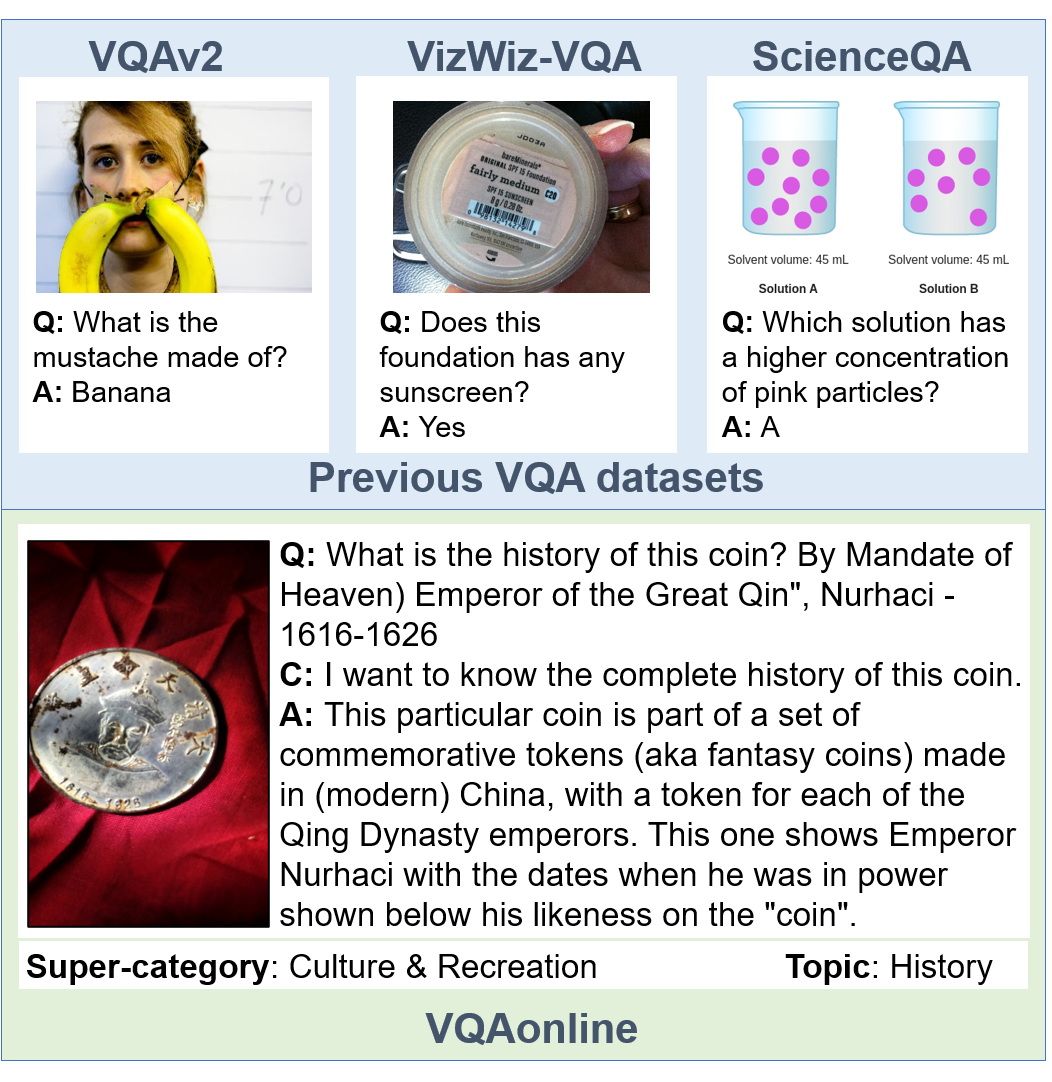 VQAv2
VizWiz-VQA
ScienceQA
7'0
J003A
bareMinerals®
ORIGINAL SPF 15 Foundation
fairly medium C20
SPF 15 SUNSCREEN
8 g / 0.28 Oz.
Solvent volume: 45 mL
Solvent volume: 45 mL
Solution A
Solution B
Q: What is the
mustache made of?
A: Banana
Q: Does this
foundation has any
sunscreen?
A: Yes
Q: Which solution has
a higher concentration
of pink particles?
A: A
Previous VQA datasets
Q: What is the history of this coin? By Mandate of
Heaven) Emperor of the Great Qin", Nurhaci -
1616-1626
C: I want to know the complete history of this coin.
A: This particular coin is part of a set of
commemorative tokens (aka fantasy coins) made
in (modern) China, with a token for each of the
Qing Dynasty emperors. This one shows Emperor
Nurhaci with the dates when he was in power
shown below his likeness on the "coin".
1616 1626
Super-category: Culture & Recreation
Topic: History
VQAonline